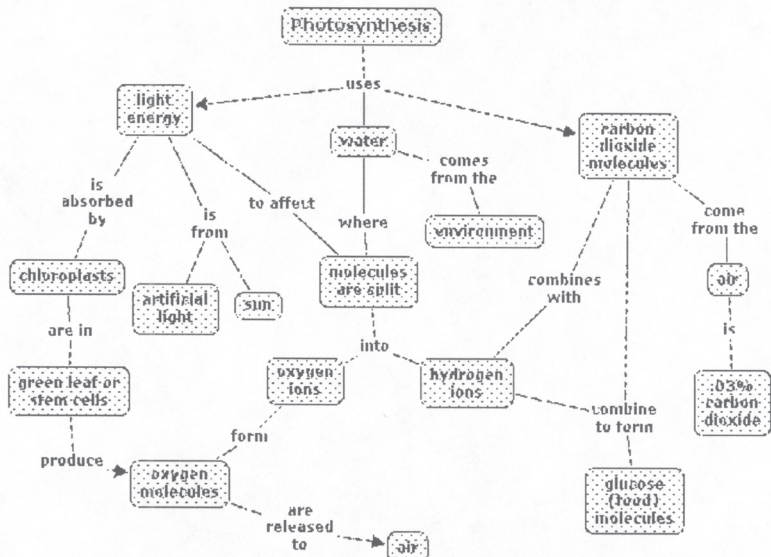 Photosynthesis
uses
light
energy
water
carbon
dioxide
molecules
comes
from the
environment
is
absorbed
by
is
from
to affect
where
come
from the
chloroplasts
artificial
light
sun
molecules
are split
combines
with
air
are in
into
is
green leaf or
stem cells
oxygen
ions
hydrogen
ions
.03%
carbon
dioxide
form
combine
to form
produce
oxygen
molecules
glucose
(food)
molecules
are
released
to
air